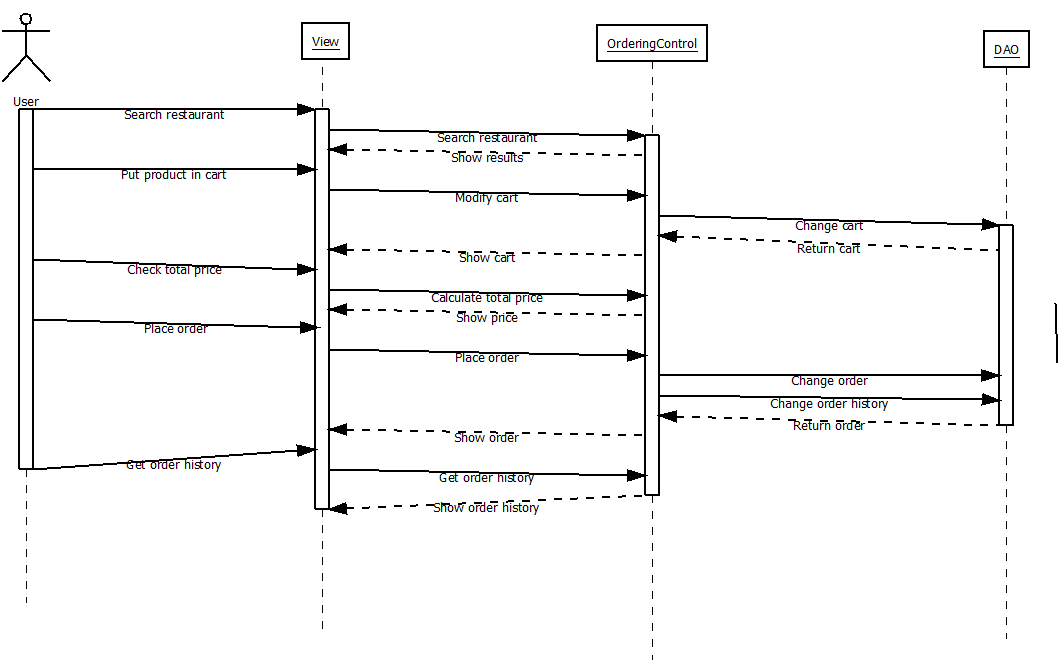 View
OrderingControl
DAO
User
Search restaurant
Search restaurant
Show results
Put product in cart
Modify cart
Change cart
Return cart
Show cart
Check total price
Calculate total price
Show price
Place order
Place order
Change order
Change order history
Return order
Show order
Get order history
Get order history
Show order history